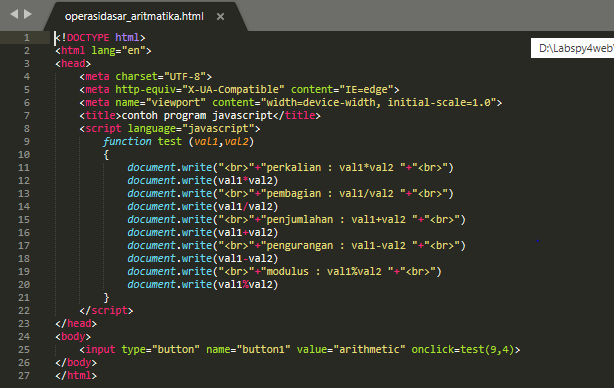 operasidasar_aritmatika.html ×
D:\Labspy4web\
1 <!DOCTYPE html>
2 <html lang="en">
3 <head>
4 <meta charset="UTF-8">
5 <meta http-equiv="X-UA-Compatible" content="IE=edge">
6 <meta name="viewport" content="width=device-width, initial-scale=1.0">
7 <title>contoh program javascript</title>
8 <script language="javascript">
9 function test (val1,val2)
10 {
11 document.write("<br>"+"perkalian : val1*val2 "+"<br>")
12 document.write(val1*val2)
13 document.write("<br>"+"pembagian : val1/val2 "+"<br>")
14 document.write(val1/val2)
15 document.write("<br>"+"penjumlahan : val1+val2 "+"<br>")
16 document.write(val1+val2)
17 document.write("<br>"+"pengurangan : val1-val2 "+"<br>")
18 document.write(val1-val2)
19 document.write("<br>"+"modulus : val1%val2 "+"<br>")
20 document.write(val1%val2)
21 }
22 </script>
23 </head>
24 <body>
25 <input type="button" name="button1" value="arithmetic" onclick=test(9,4)>
26 </body>
27 </html>